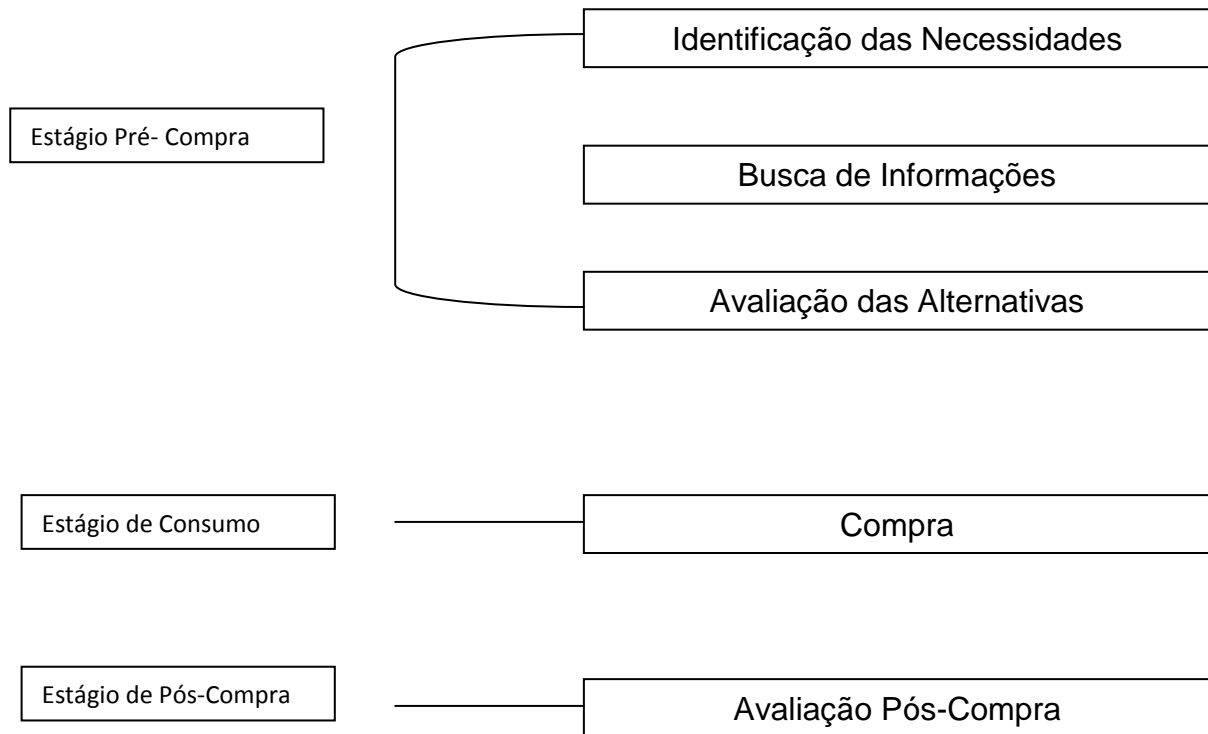 Identificação das Necessidades
Estágio Pré- Compra
Busca de Informações
Avaliação das Alternativas
Estágio de Consumo
Compra
Estágio de Pós-Compra
Avaliação Pós-Compra